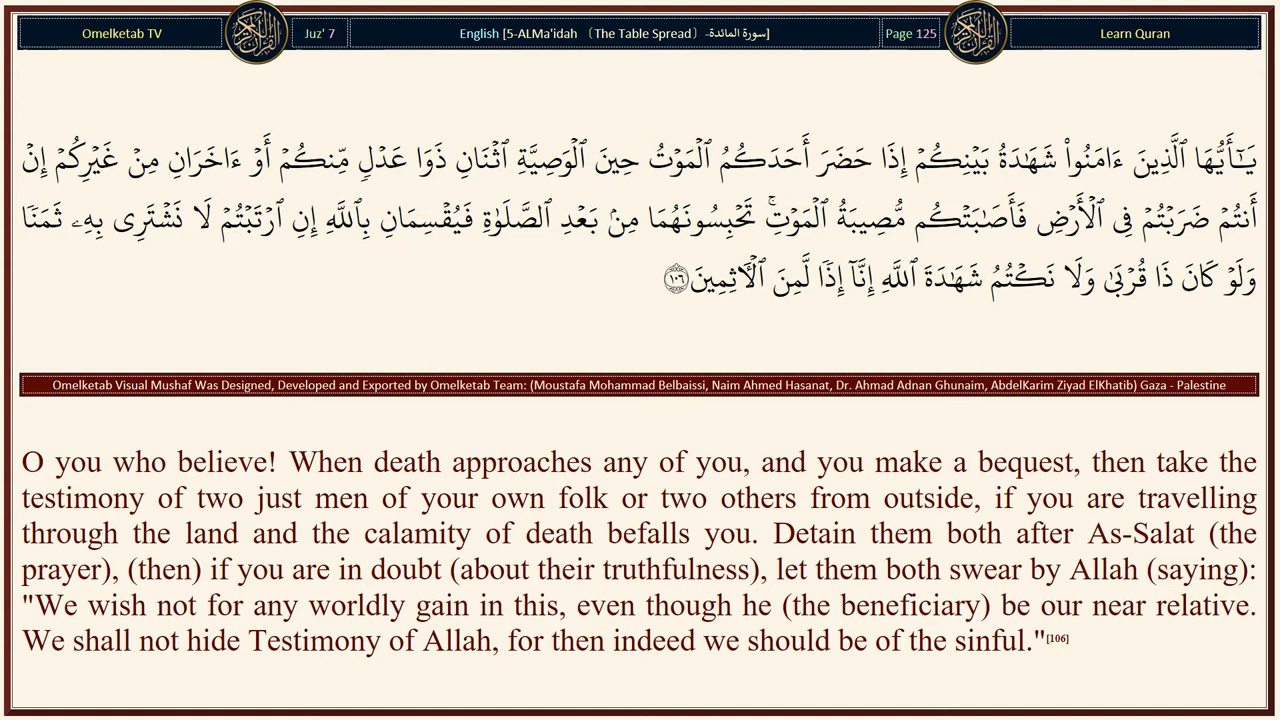 Omelketab TV
Juz' 7
English [5-ALMa'idah （The Table Spread） -سورة المائدة]
Page 125
Learn Quran
يَـٰٓأَيُّهَا ٱلَّذِينَ ءَامَنُوا۟ شَهَـٰدَةُ بَيْنِكُمْ إِذَا حَضَرَ أَحَدَكُمُ ٱلْمَوْتُ حِينَ ٱلْوَصِيَّةِ ٱثْنَانِ ذَوَا عَدْلٍ مِّنكُمْ أَوْ ءَاخَرَانِ مِنْ غَيْرِكُمْ إِنْ
أَنتُمْ ضَرَبْتُمْ فِى ٱلْأَرْضِ فَأَصَـٰبَتْكُم مُّصِيبَةُ ٱلْمَوْتِ ۚ تَحْبِسُونَهُمَا مِنۢ بَعْدِ ٱلصَّلَوٰةِ فَيُقْسِمَانِ بِٱللَّهِ إِنِ ٱرْتَبْتُمْ لَا نَشْتَرِى بِهِۦ ثَمَنًا
وَلَوْ كَانَ ذَا قُرْبَىٰ وَلَا نَكْتُمُ شَهَـٰدَةَ ٱللَّهِ إِنَّآ إِذًا لَّمِنَ ٱلْـَٔاثِمِينَ ١٠٦
Omelketab Visual Mushaf Was Designed, Developed and Exported by Omelketab Team: (Moustafa Mohammad Belbaissi, Naim Ahmed Hasanat, Dr. Ahmad Adnan Ghunaim, AbdelKarim Ziyad ElKhatib) Gaza - Palestine
O you who believe! When death approaches any of you, and you make a bequest, then take the
testimony of two just men of your own folk or two others from outside, if you are travelling
through the land and the calamity of death befalls you. Detain them both after As-Salat (the
prayer), (then) if you are in doubt (about their truthfulness), let them both swear by Allah (saying):
"We wish not for any worldly gain in this, even though he (the beneficiary) be our near relative.
We shall not hide Testimony of Allah, for then indeed we should be of the sinful."[106]